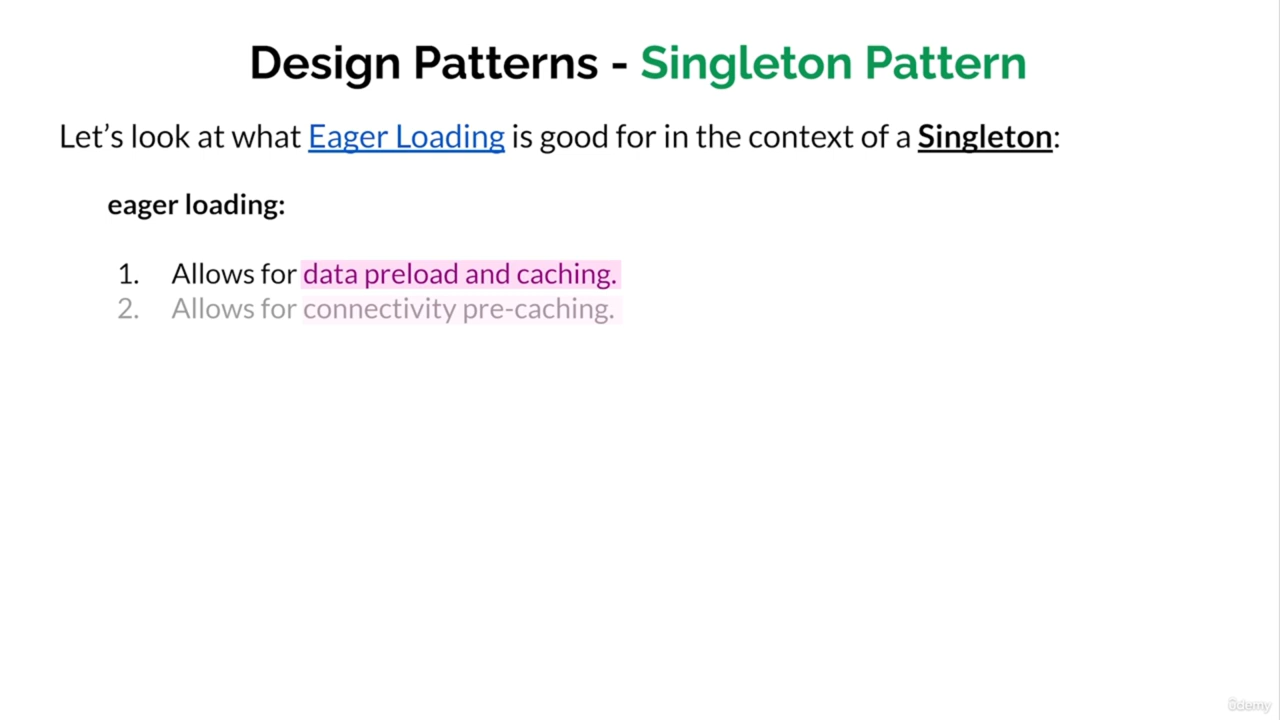 Design Patterns - Singleton Pattern
Let’s look at what Eager Loading is good for in the context of a Singleton:
eager loading:
1. Allows for data preload and caching.
2. Allows for connectivity pre-caching.
ûdemy